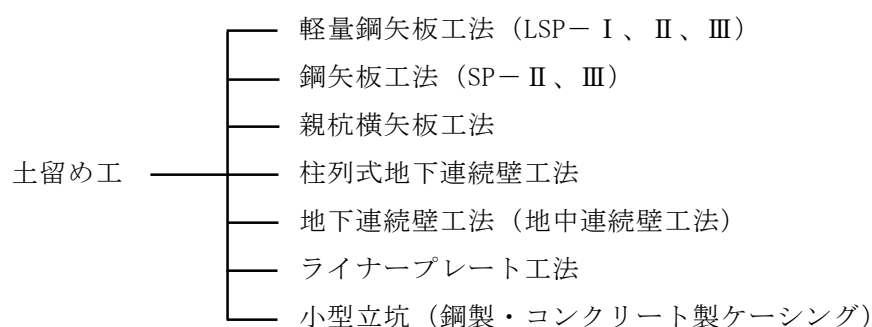 軽量鋼矢板工法（LSP－Ⅰ、Ⅱ、Ⅲ）
鋼矢板工法（SP－Ⅱ、Ⅲ）
親杭横矢板工法
土留め工
柱列式地下連続壁工法
地下連続壁工法（地中連続壁工法）
ライナープレート工法
小型立坑（鋼製・コンクリート製ケーシング）